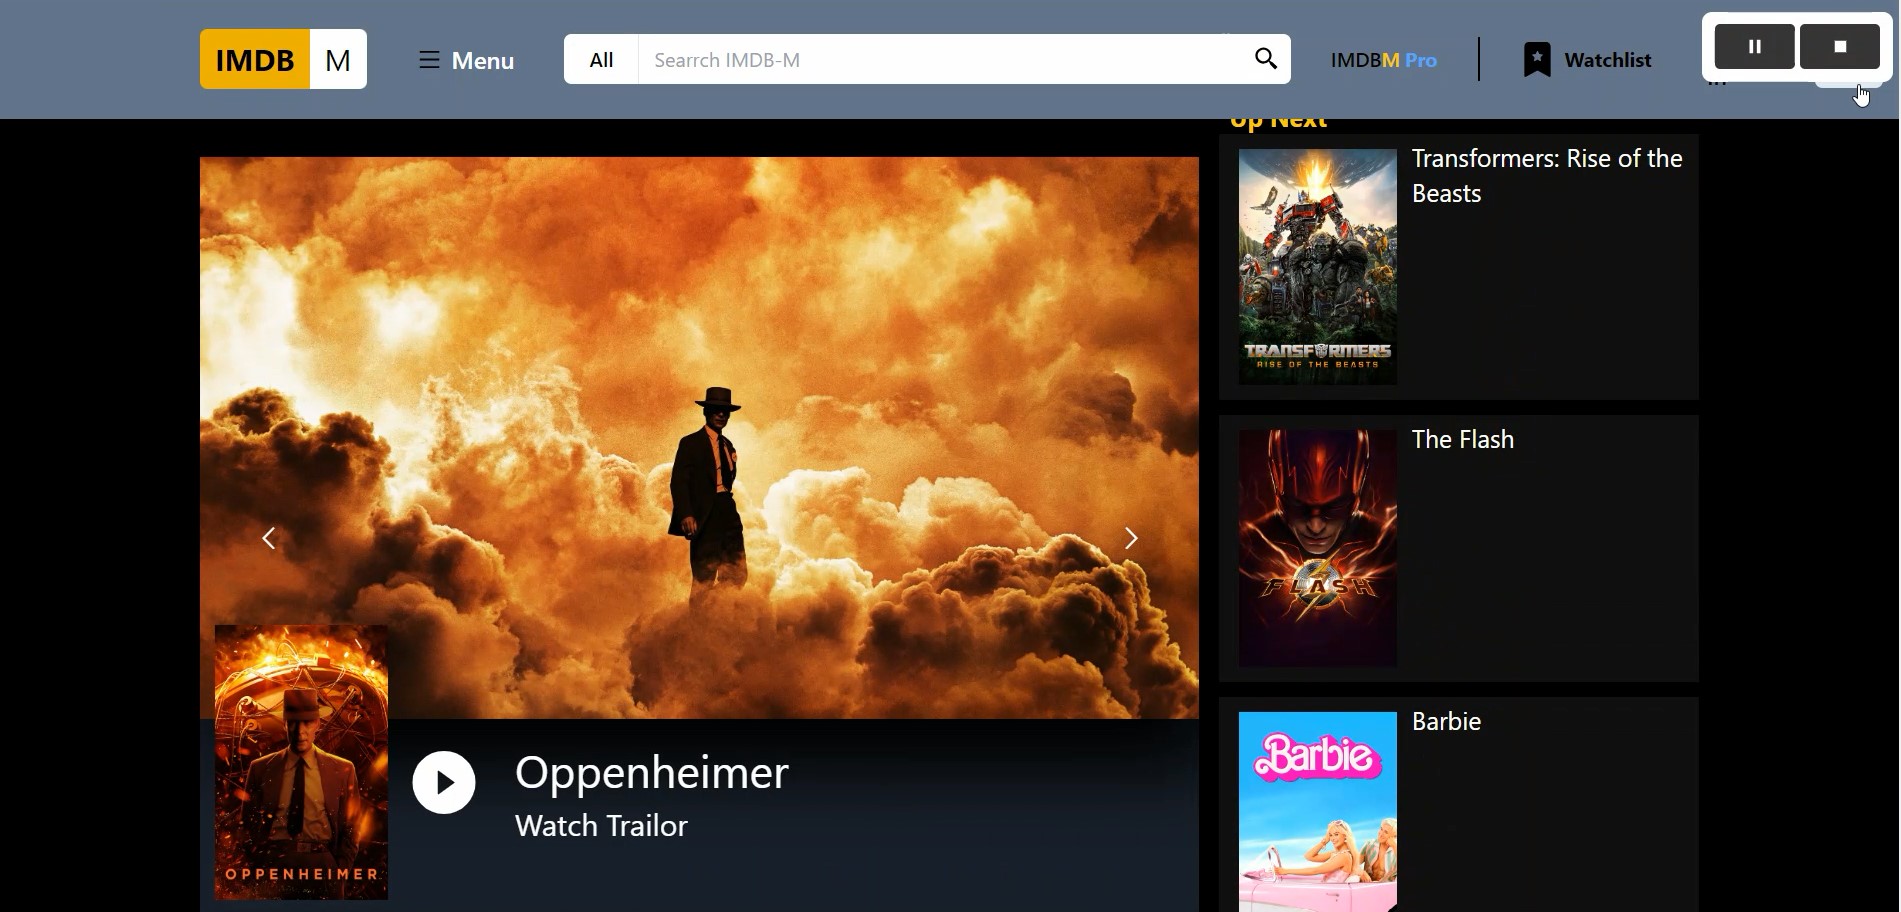 IMDB M
Menu
All
Searrch IMDB-M
IMDBM Pro
Watchlist
Up Next
Transformers: Rise of the
Beasts
TRANSFORMERS
RISE OF THE BEASTS
The Flash
FLASH
Barbie
Barbie
OPPENHEIMER
Oppenheimer
Watch Trailor